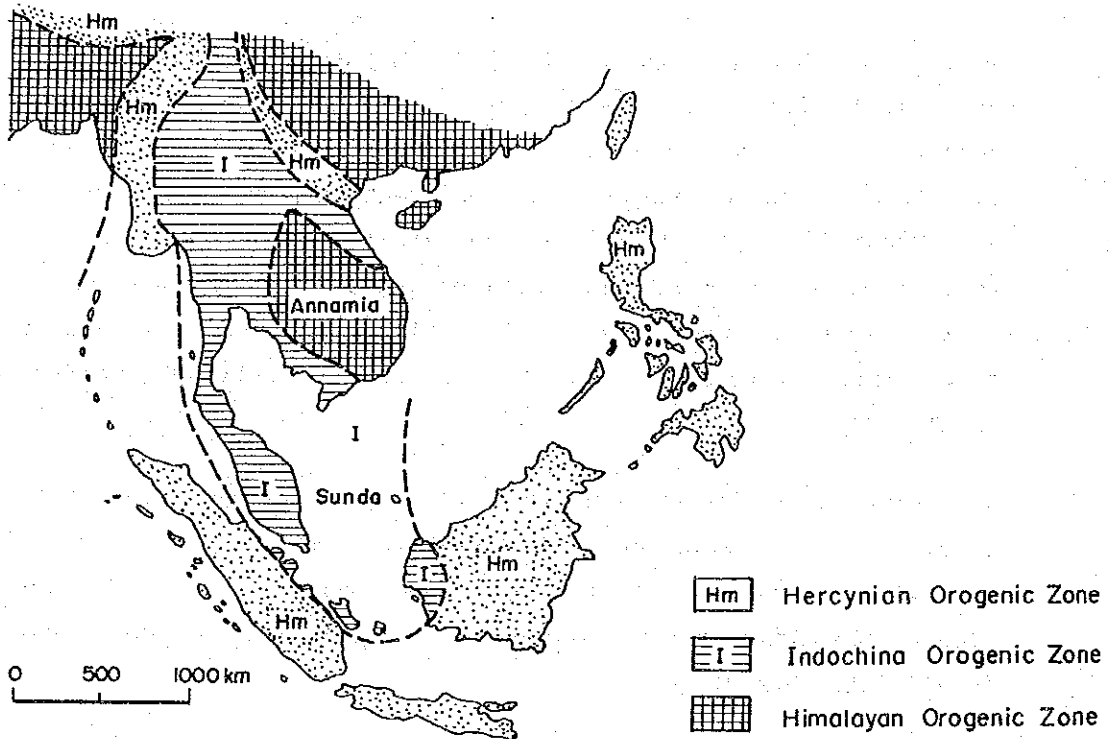 Hm
Hm
I
Hm
Hm
Annamia
I
I
Sunda
I
Hm
Hm
0 500 1000 km
Hm Hercynian Orogenic Zone
I Indochina Orogenic Zone
Himalayan Orogenic Zone